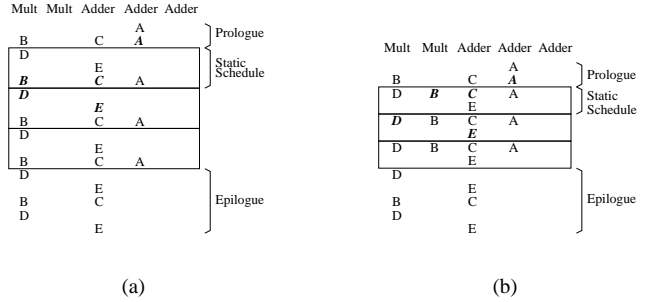 Mult Mult Adder Adder Adder
A
B C A
Prologue
D
E
B C A
Static
Schedule
D
E
B C A
D
E
B C A
D
E
B C
D
E
Epilogue
(a)
Mult Mult Adder Adder Adder
A
B C A
Prologue
D B C A
E
Static
Schedule
D B C A
E
D B C A
E
D
E
B C
D
E
Epilogue
(b)